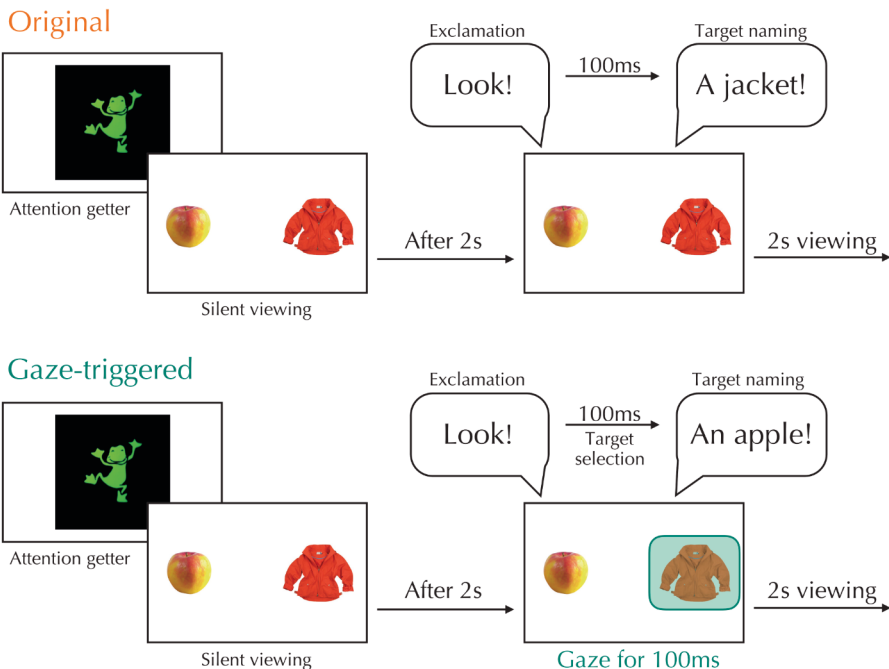 Original
Exclamation
Target naming
Look!
100ms
A jacket!
Attention getter
After 2s
2s viewing
Silent viewing
Gaze-triggered
Exclamation
Target naming
Look!
100ms
Target
selection
An apple!
Attention getter
After 2s
2s viewing
Silent viewing
Gaze for 100ms